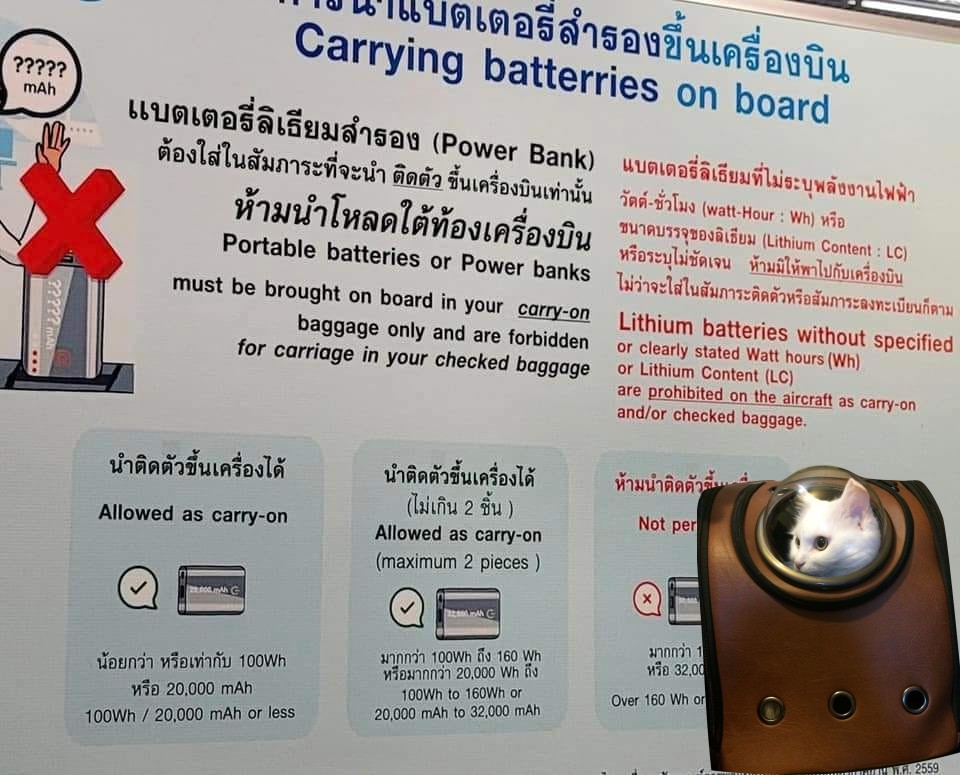 การนำแบตเตอรี่สำรองขึ้นเครื่องบิน
Carrying batterries on board
?????
mAh
แบตเตอรี่ลิเธียมสำรอง (Power Bank)
ต้องใส่ในสัมภาระที่จะนำ ติดตัว ขึ้นเครื่องบินเท่านั้น
ห้ามนำโหลดใต้ท้องเครื่องบิน
Portable batteries or Power banks
must be brought on board in your carry-on
baggage only and are forbidden
for carriage in your checked baggage
????? mAh
แบตเตอรี่ลิเธียมที่ไม่ระบุพลังงานไฟฟ้า
วัตต์-ชั่วโมง (watt-Hour : Wh) หรือ
ขนาดบรรจุของลิเธียม (Lithium Content : LC)
หรือระบุไม่ชัดเจน ห้ามมิให้พาไปกับเครื่องบิน
ไม่ว่าจะใส่ในสัมภาระติดตัวหรือสัมภาระลงทะเบียนก็ตาม
Lithium batteries without specified
or clearly stated Watt hours (Wh)
or Lithium Content (LC)
are prohibited on the aircraft as carry-on
and/or checked baggage.
นำติดตัวขึ้นเครื่องได้
Allowed as carry-on
20,000 mAh
น้อยกว่า หรือเท่ากับ 100Wh
หรือ 20,000 mAh
100Wh / 20,000 mAh or less
นำติดตัวขึ้นเครื่องได้
(ไม่เกิน 2 ชิ้น )
Allowed as carry-on
(maximum 2 pieces )
32,000 mAh
มากกว่า 100Wh ถึง 160 Wh
หรือมากกว่า 20,000 Wh ถึง
100Wh to 160Wh or
20,000 mAh to 32,000 mAh
ห้ามนำติดตัวขึ้นเครื่อง
Not per
มากกว่า 1
หรือ 32,00
Over 160 Wh or
พ.ศ. 2559